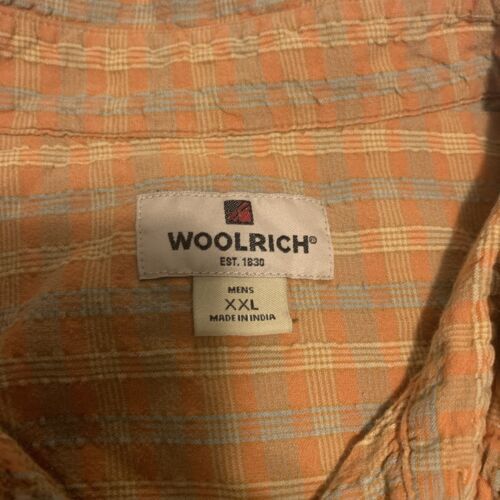 WOOLRICH®
EST. 1830
MENS
XXL
MADE IN INDIA